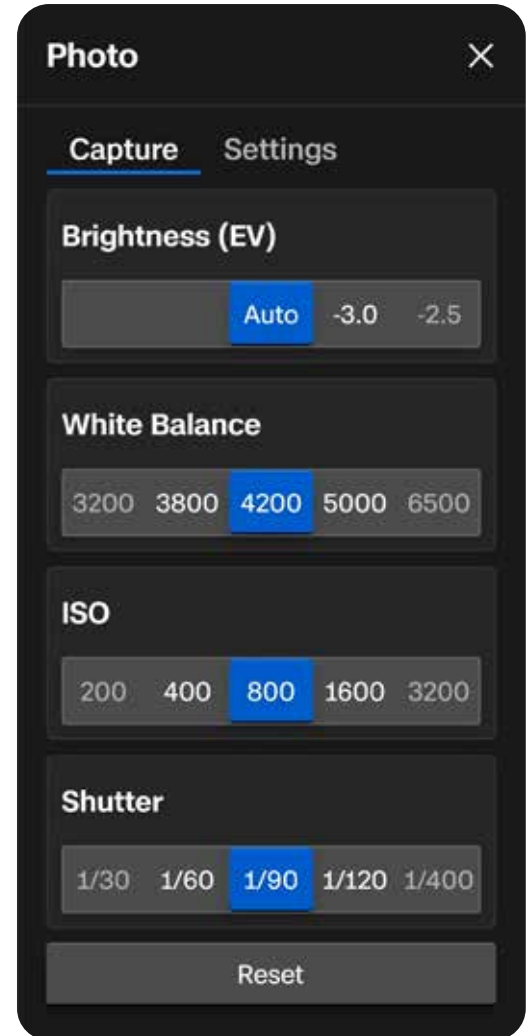 Photo
Capture Settings
Brightness (EV)
Auto -3.0 -2.5
White Balance
3200 3800 4200 5000 6500
ISO
200 400 800 1600 3200
Shutter
1/30 1/60 1/90 1/120 1/400
Reset